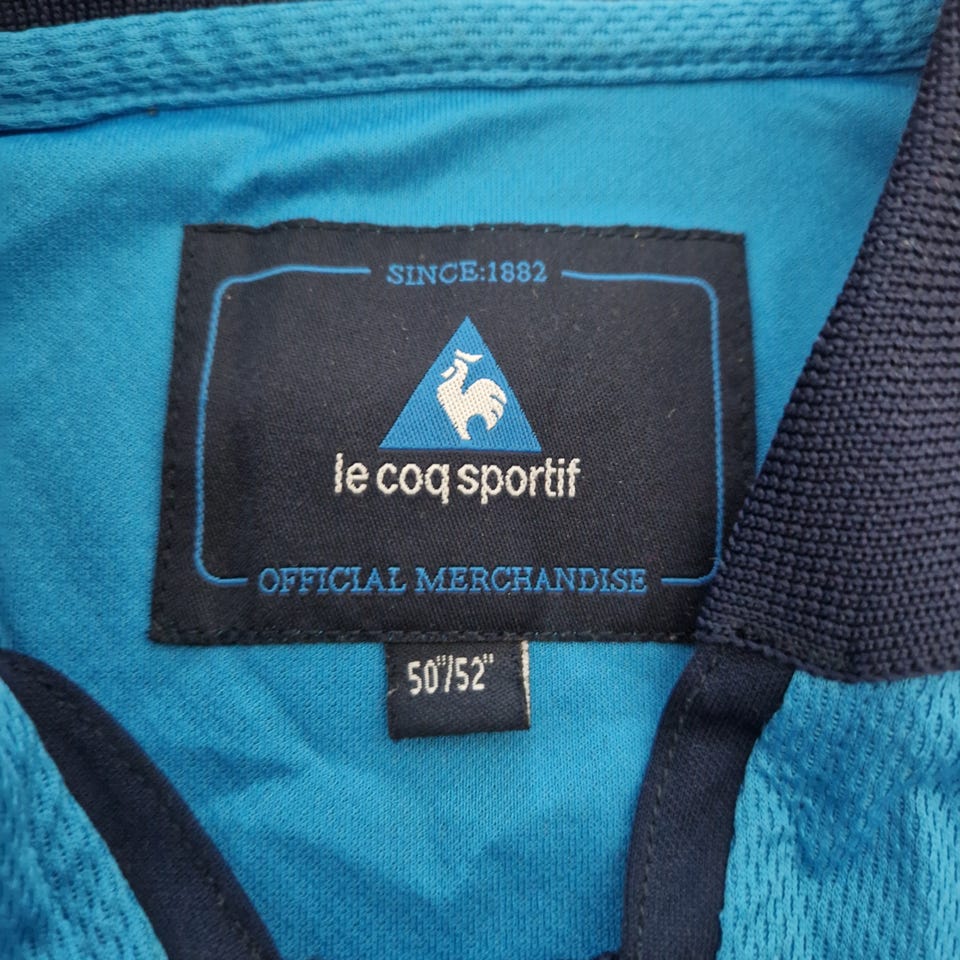 SINCE:1882
le coq sportif
OFFICIAL MERCHANDISE
50"/52"